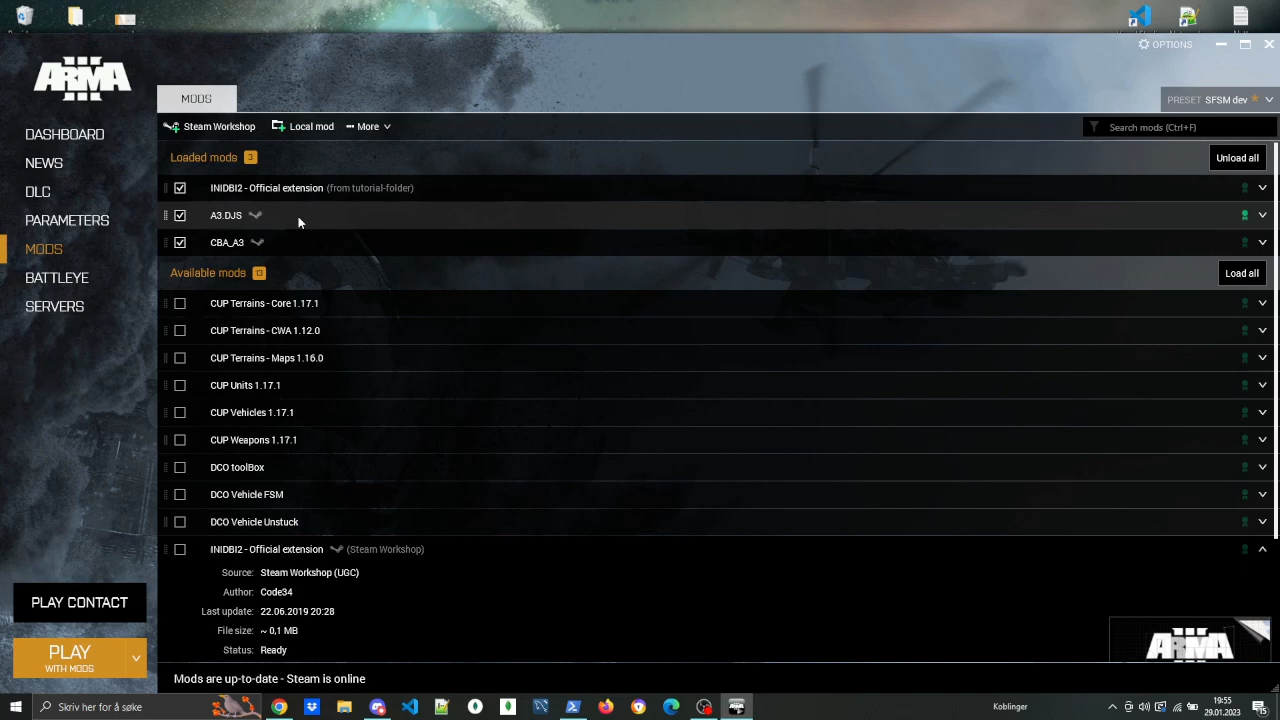 OPTIONS
ARMA III
MODS
PRESET SFSM dev *
Steam Workshop
Local mod
More
Search mods (Ctrl+F)
DASHBOARD
NEWS
DLC
PARAMETERS
MODS
BATTLEYE
SERVERS
Loaded mods 3
Unload all
INIDBI2 - Official extension (from tutorial-folder)
A3.DJS
CBA_A3
Available mods 13
Load all
CUP Terrains - Core 1.17.1
CUP Terrains - CWA 1.12.0
CUP Terrains - Maps 1.16.0
CUP Units 1.17.1
CUP Vehicles 1.17.1
CUP Weapons 1.17.1
DCO toolBox
DCO Vehicle FSM
DCO Vehicle Unstuck
INIDBI2 - Official extension (Steam Workshop)
Source: Steam Workshop (UGC)
Author: Code34
Last update: 22.06.2019 20:28
File size: ~ 0,1 MB
Status: Ready
ARMA III
PLAY CONTACT
PLAY
WITH MODS
Mods are up-to-date - Steam is online
Skriv her for å søke
Koblinger
19:55
29.01.2023